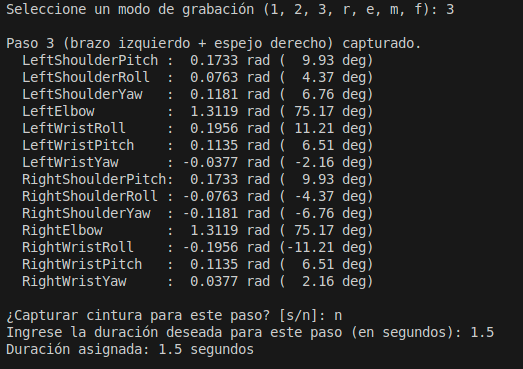 Seleccione un modo de grabación (1, 2, 3, r, e, m, f): 3
Paso 3 (brazo izquierdo + espejo derecho) capturado.
LeftShoulderPitch :  0.1733 rad (  9.93 deg)
LeftShoulderRoll  :  0.0763 rad (  4.37 deg)
LeftShoulderYaw   :  0.1181 rad (  6.76 deg)
LeftElbow         :  1.3119 rad ( 75.17 deg)
LeftWristRoll     :  0.1956 rad ( 11.21 deg)
LeftWristPitch    :  0.1135 rad (  6.51 deg)
LeftWristYaw      : -0.0377 rad ( -2.16 deg)
RightShoulderPitch:  0.1733 rad (  9.93 deg)
RightShoulderRoll : -0.0763 rad ( -4.37 deg)
RightShoulderYaw  : -0.1181 rad ( -6.76 deg)
RightElbow        :  1.3119 rad ( 75.17 deg)
RightWristRoll    : -0.1956 rad (-11.21 deg)
RightWristPitch   :  0.1135 rad (  6.51 deg)
RightWristYaw     :  0.0377 rad (  2.16 deg)
¿Capturar cintura para este paso? [s/n]: n
Ingrese la duración deseada para este paso (en segundos): 1.5
Duración asignada: 1.5 segundos